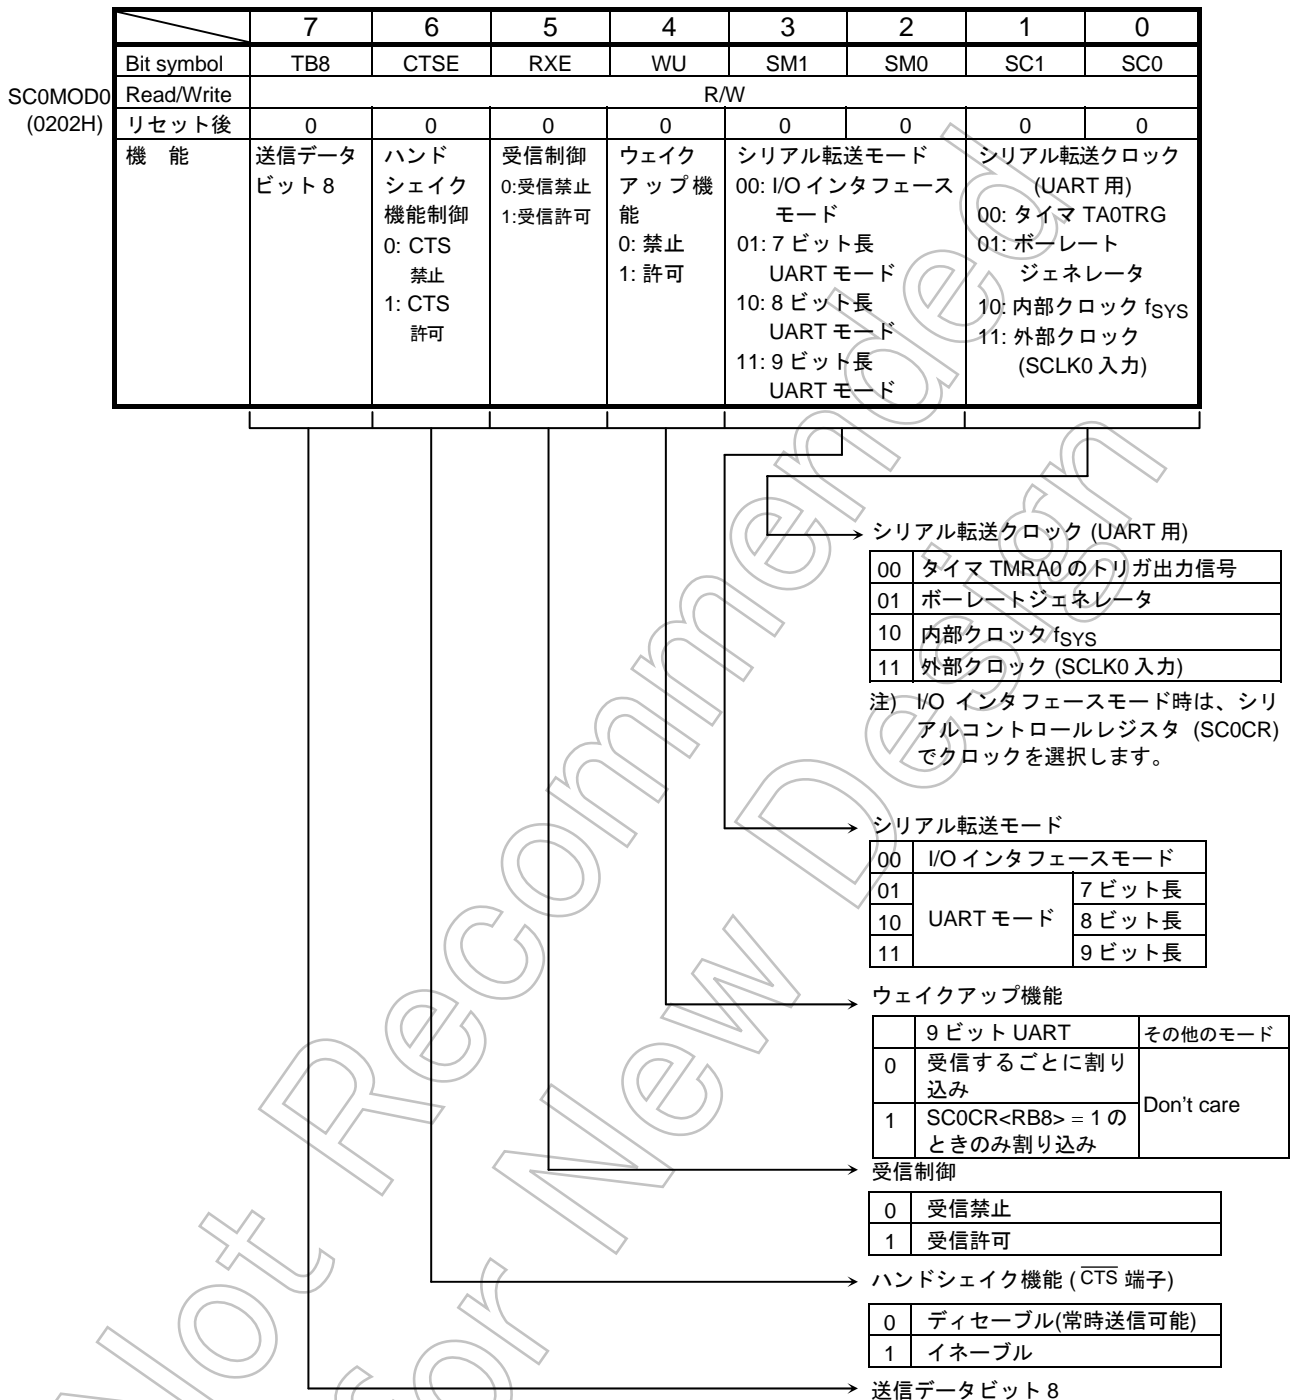 7 6 5 4 3 2 1 0
Bit symbol TB8 CTSE RXE WU SM1 SM0 SC1 SC0
SC0MOD0 Read/Write R/W
(0202H) リセット後 0 0 0 0 0 0 0 0
機 能
送信データ
ビット 8
ハンド
シェイク
機能制御
0: CTS
禁止
1: CTS
許可
受信制御
0:受信禁止
1:受信許可
ウェイク
アップ機
能
0: 禁止
1: 許可
シリアル転送モード
00: I/O インタフェース
モード
01: 7 ビット長
UART モード
10: 8 ビット長
UART モード
11: 9 ビット長
UART モード
シリアル転送クロック
(UART 用)
00: タイマ TA0TRG
01: ボーレート
ジェネレータ
10: 内部クロック fSYS
11: 外部クロック
(SCLK0 入力)
シリアル転送クロック (UART 用)
00 タイマ TMRA0 のトリガ出力信号
01 ボーレートジェネレータ
10 内部クロック fSYS
11 外部クロック (SCLK0 入力)
注) I/O インタフェースモード時は、シリ
アルコントロールレジスタ (SC0CR)
でクロックを選択します。
シリアル転送モード
00 I/O インタフェースモード
01 7 ビット長
10 UART モード 8 ビット長
11 9 ビット長
ウェイクアップ機能
9 ビット UART その他のモード
0 受信するごとに割り
込み
Don't care
1 SC0CR<RB8> = 1 の
ときのみ割り込み
受信制御
0 受信禁止
1 受信許可
ハンドシェイク機能 (CTS 端子)
0 ディセーブル(常時送信可能)
1 イネーブル
送信データビット 8
Not Recommended
for New Design